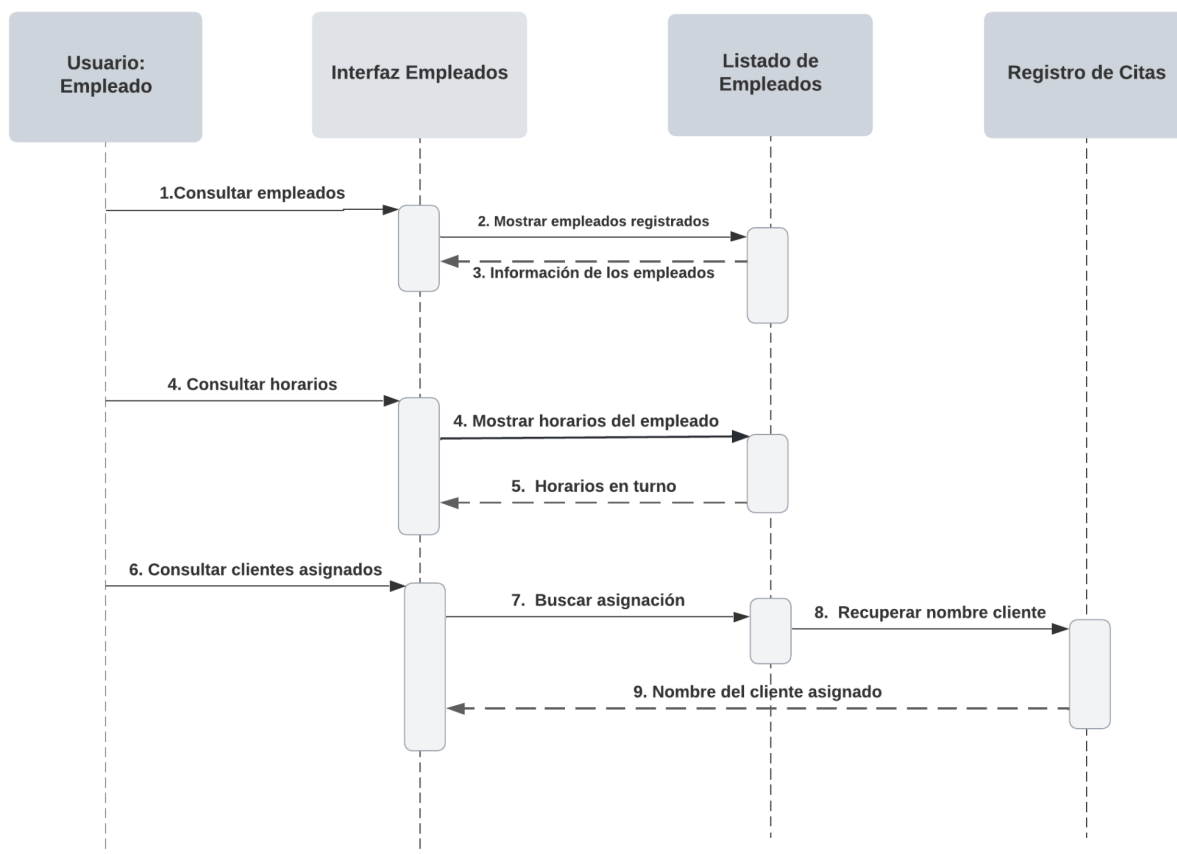 Usuario:
Empleado
Interfaz Empleados
Listado de
Empleados
Registro de Citas
1.Consultar empleados
2. Mostrar empleados registrados
3. Información de los empleados
4. Consultar horarios
4. Mostrar horarios del empleado
5. Horarios en turno
6. Consultar clientes asignados
7. Buscar asignación
8. Recuperar nombre cliente
9. Nombre del cliente asignado